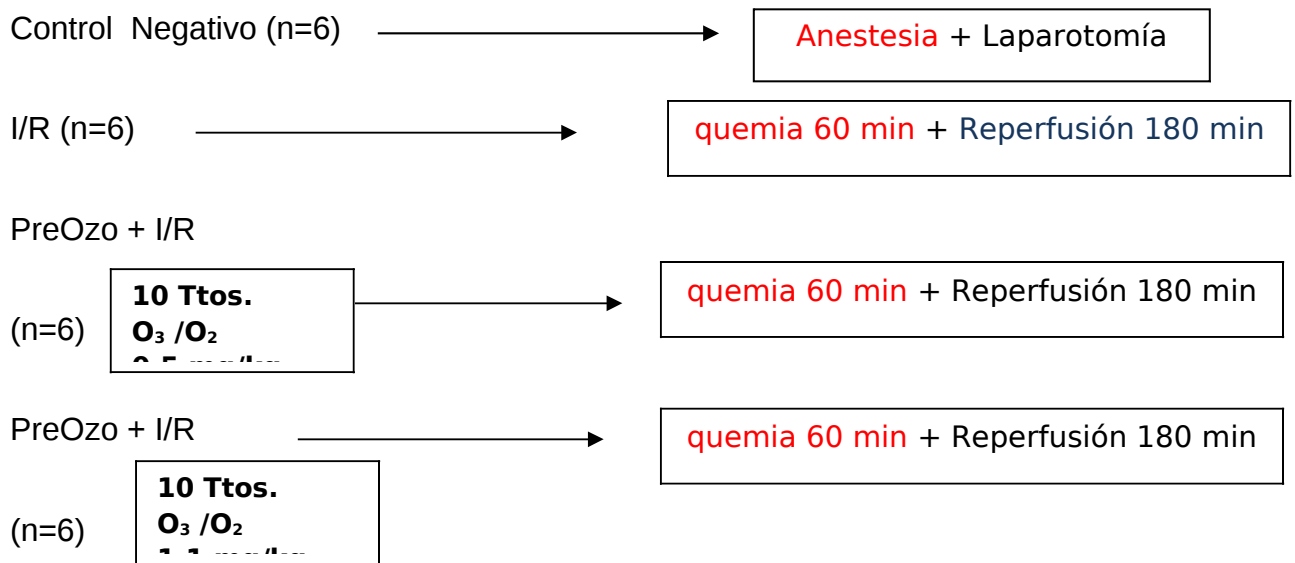 Control Negativo (n=6)
Anestesia + Laparotomía
I/R (n=6)
quemia 60 min + Reperfusión 180 min
PreOzo + I/R
(n=6)
10 Ttos.
O₃ /O₂
quemia 60 min + Reperfusión 180 min
PreOzo + I/R
(n=6)
10 Ttos.
O₃ /O₂
quemia 60 min + Reperfusión 180 min